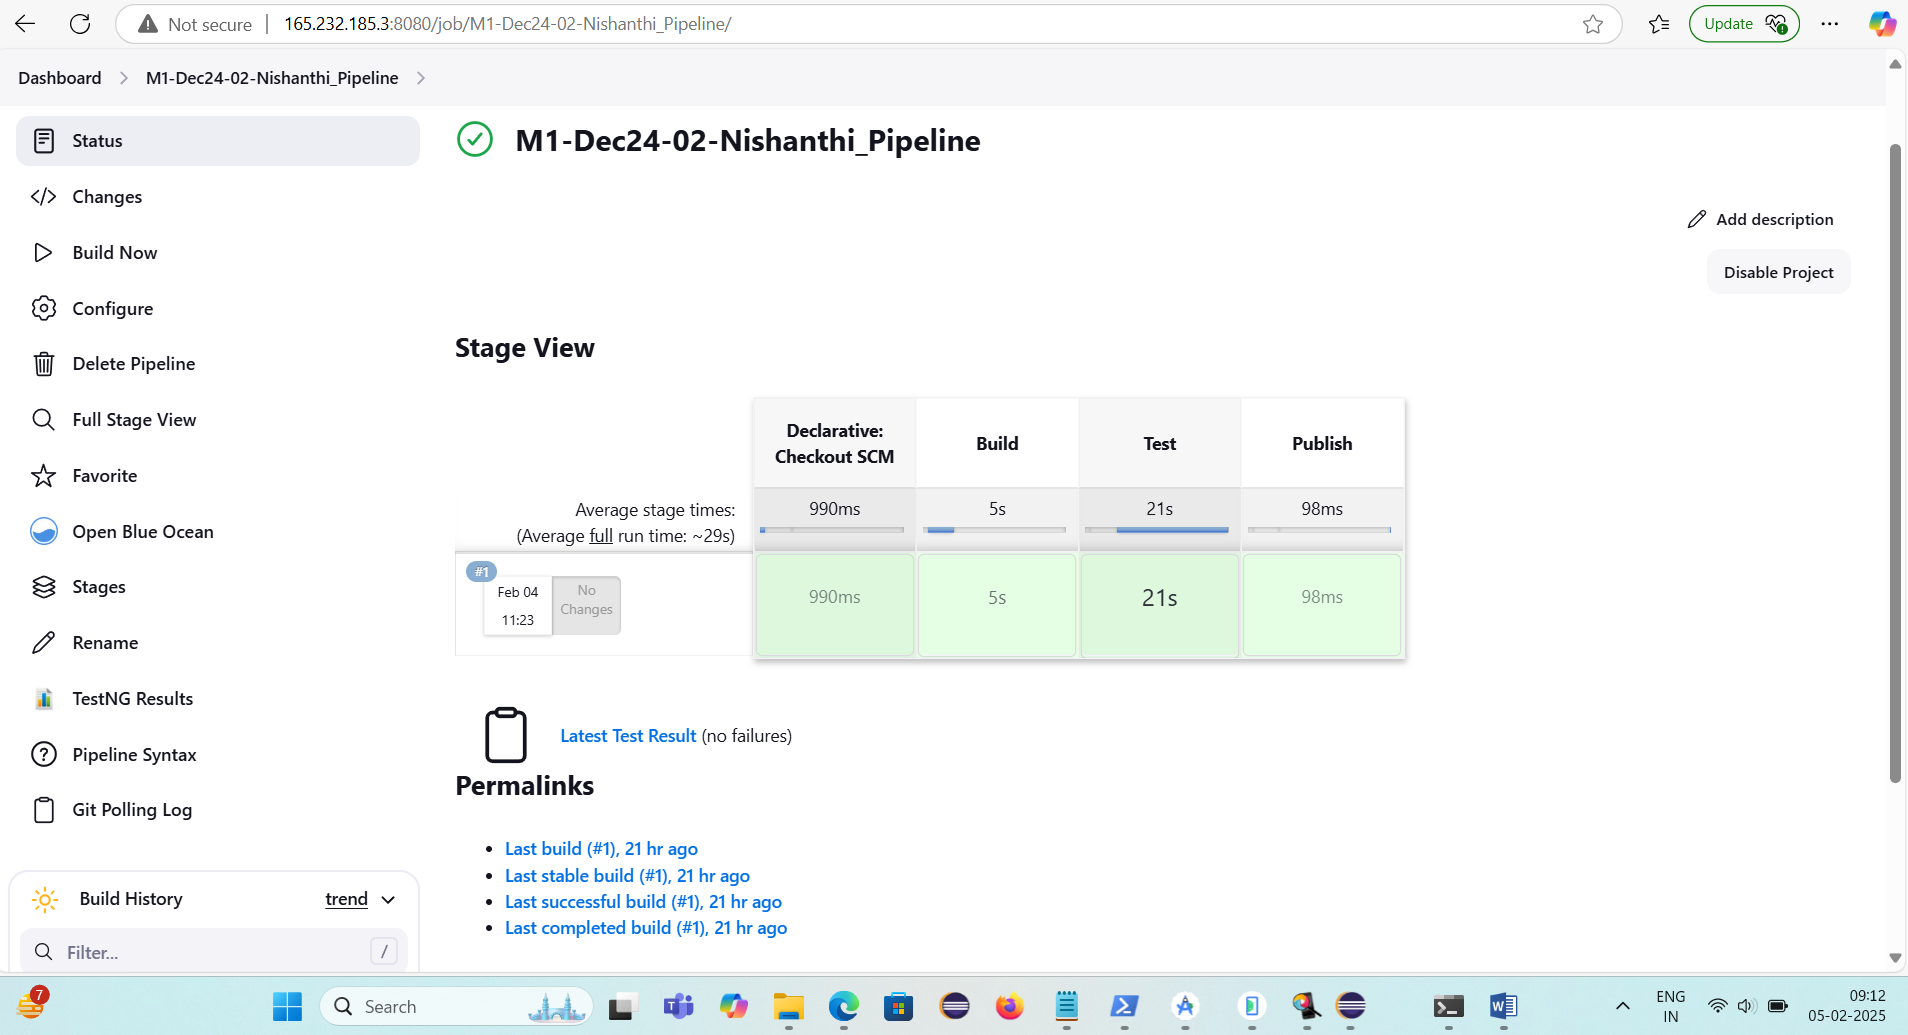 Not secure
165.232.185.3:8080/job/M1-Dec24-02-Nishanthi_Pipeline/
Update
Dashboard
M1-Dec24-02-Nishanthi_Pipeline
Status
Changes
Build Now
Configure
Delete Pipeline
Full Stage View
Favorite
Open Blue Ocean
Stages
Rename
TestNG Results
Pipeline Syntax
Git Polling Log
Build History
trend
Filter...
/
M1-Dec24-02-Nishanthi_Pipeline
Add description
Disable Project
Stage View
Declarative:
Checkout SCM
Build
Test
Publish
Average stage times:
(Average full run time: ~29s)
990ms
5s
21s
98ms
#1
Feb 04
11:23
No
Changes
990ms
5s
21s
98ms
Latest Test Result (no failures)
Permalinks
Last build (#1), 21 hr ago
Last stable build (#1), 21 hr ago
Last successful build (#1), 21 hr ago
Last completed build (#1), 21 hr ago
7
Search
ENG
IN
09:12
05-02-2025